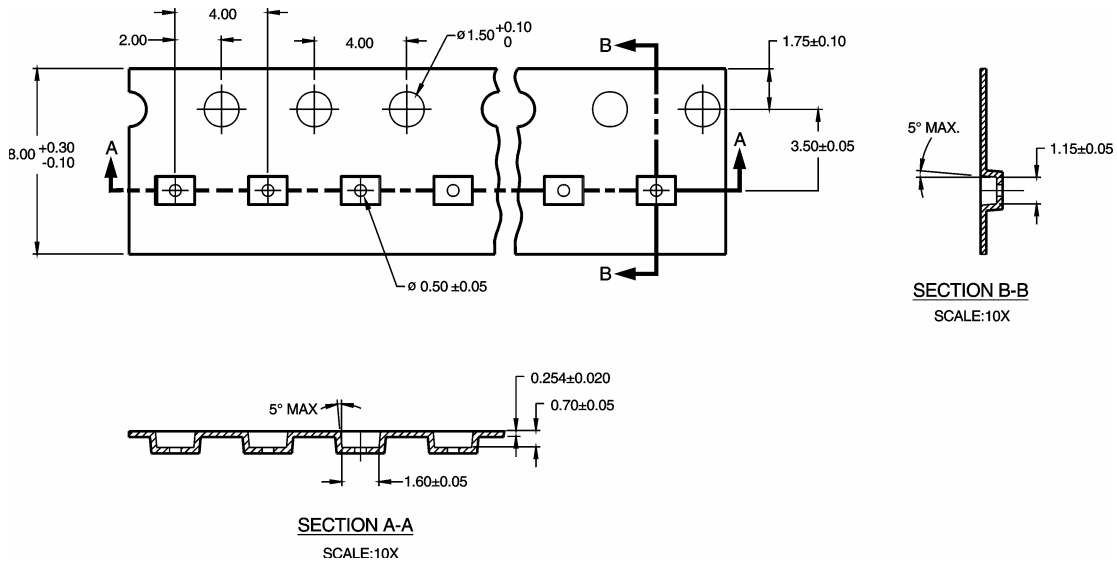 4.00
2.00
4.00
ø 1.50 +0.10
0
B
1.75±0.10
8.00 +0.30
-0.10
A
A
3.50±0.05
5° MAX.
1.15±0.05
B
ø 0.50 ±0.05
SECTION B-B
SCALE:10X
0.254±0.020
5° MAX
0.70±0.05
1.60±0.05
SECTION A-A
SCALE:10X